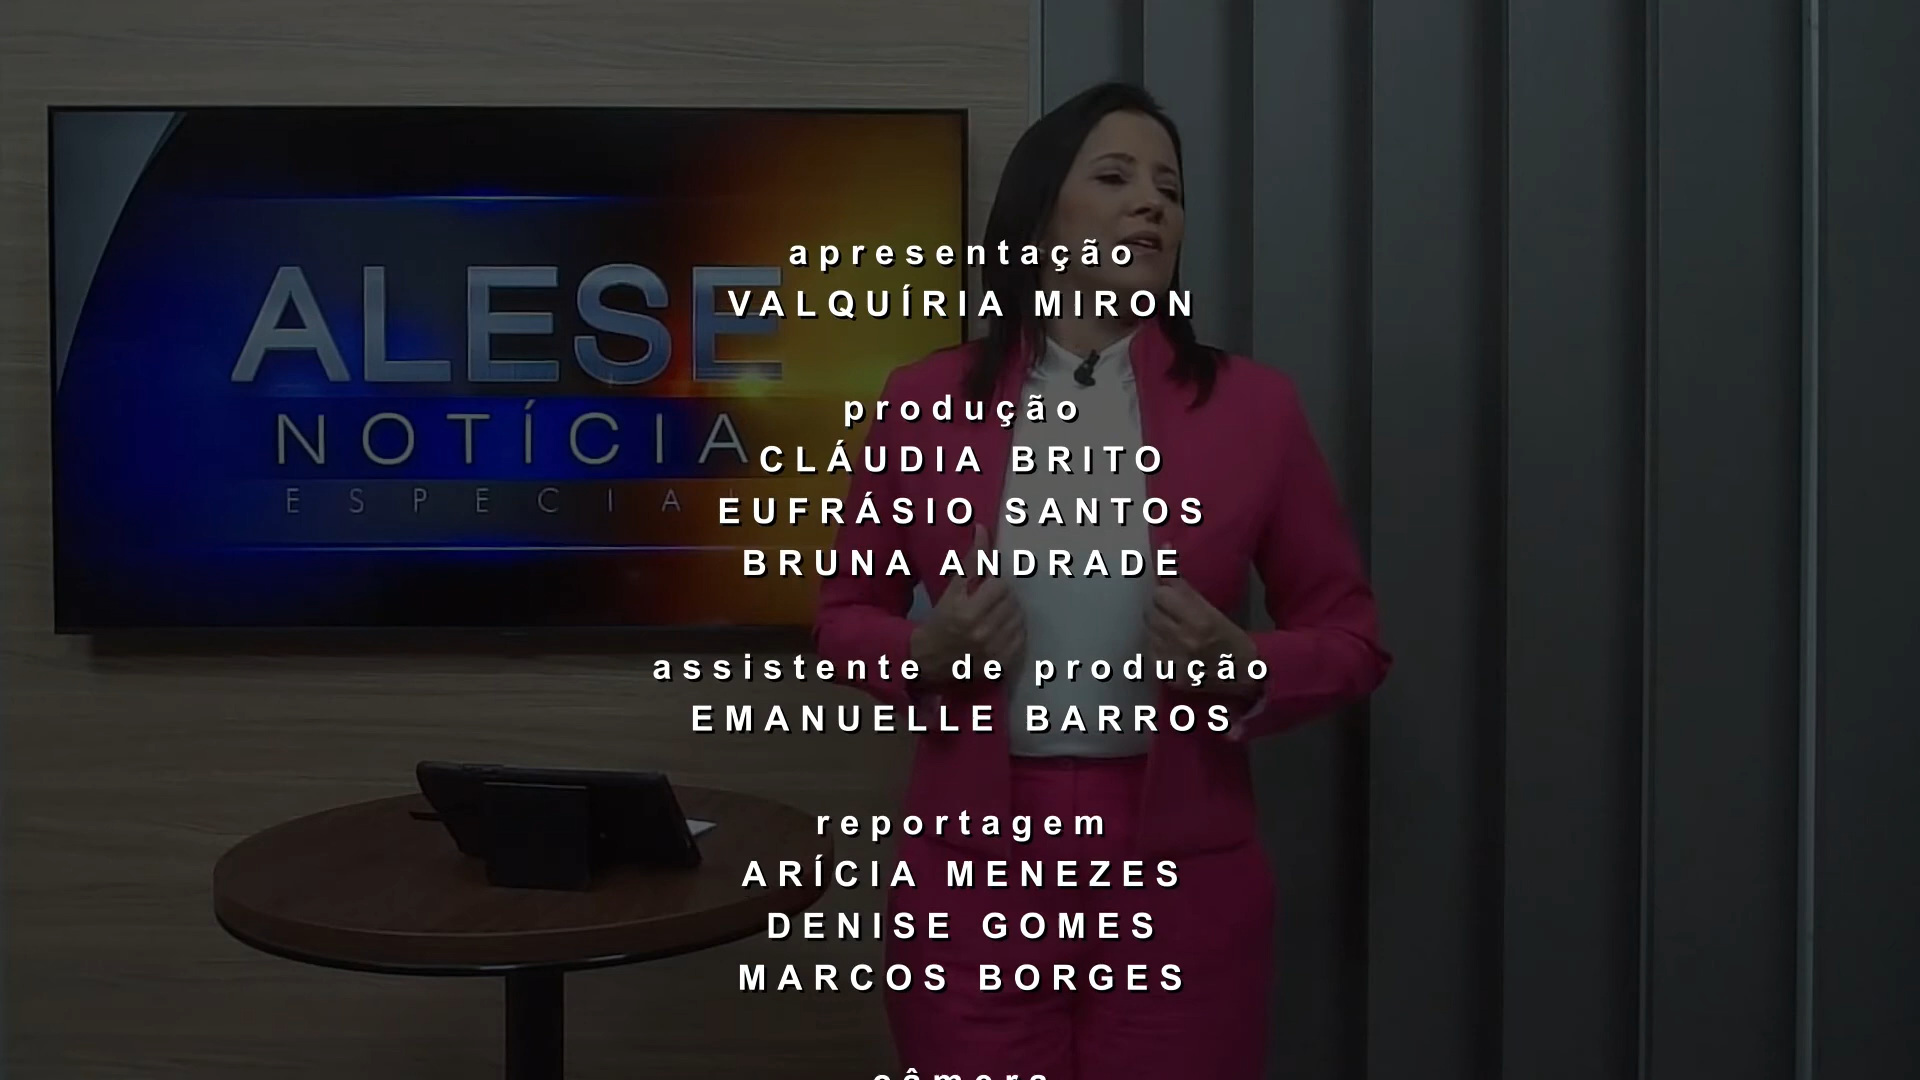 ALESE
NOTÍCIA
ESPECIAL
apresentação
VALQUÍRIA MIRON
produção
CLÁUDIA BRITO
EUFRÁSIO SANTOS
BRUNA ANDRADE
assistente de produção
EMANUELLE BARROS
reportagem
ARÍCIA MENEZES
DENISE GOMES
MARCOS BORGES
câmera